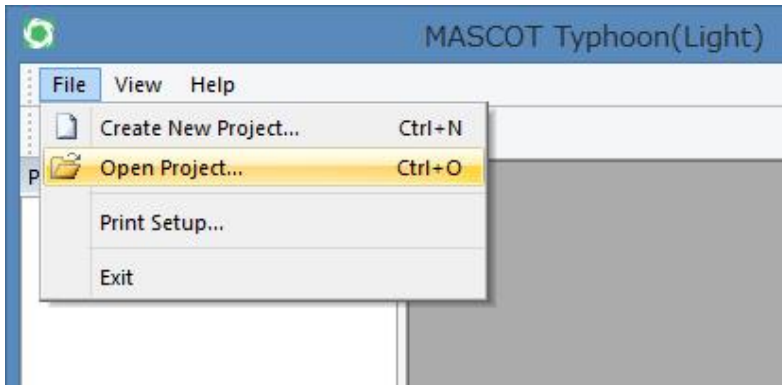 MASCOT Typhoon(Light)
File View Help
Create New Project... Ctrl+N
P
Open Project... Ctrl+O
Print Setup...
Exit